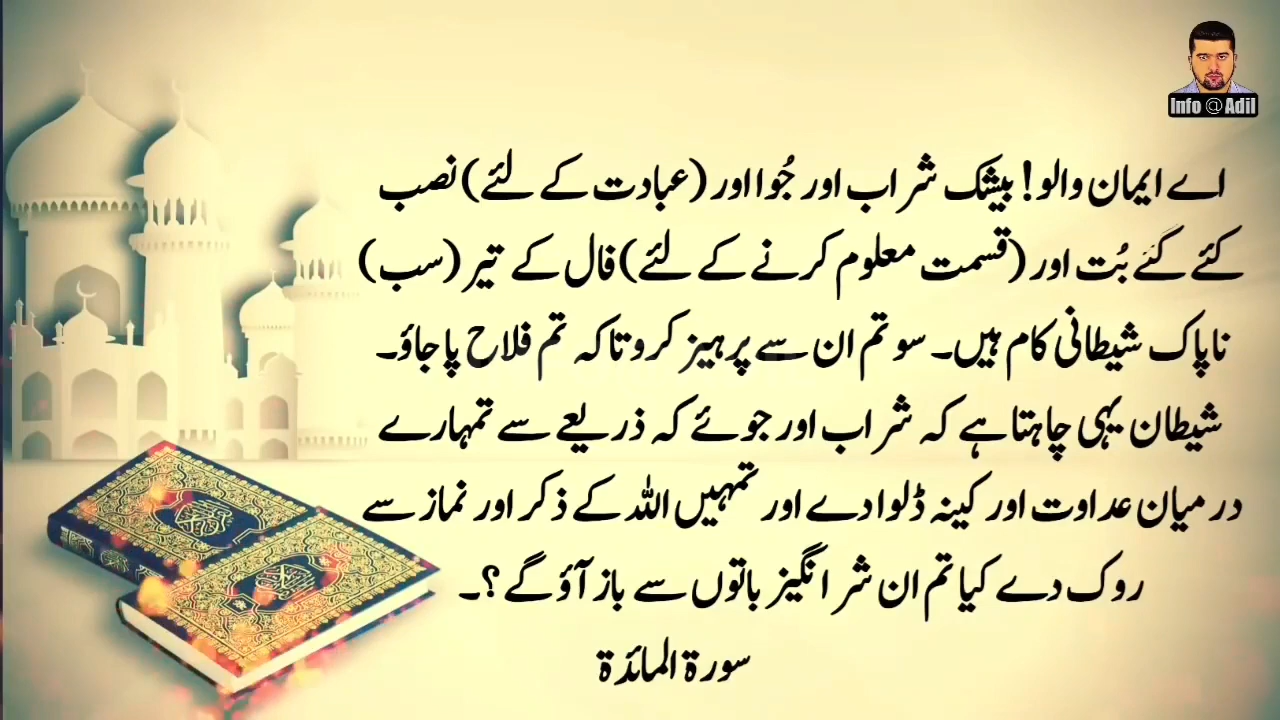 Info @ Adil
اے ایمان والو! بیشک شراب اور جُوا اور (عبادت کے لئے) نصب
کئے گئے بُت اور (قسمت معلوم کرنے کے لئے) فال کے تیر (سب)
ناپاک شیطانی کام ہیں۔ سو تم ان سے پرہیز کرو تاکہ تم فلاح پا جاؤ۔
شیطان یہی چاہتا ہے کہ شراب اور جوئے کہ ذریعے سے تمہارے
درمیان عداوت اور کینہ ڈلوا دے اور تمہیں اللہ کے ذکر اور نماز سے
روک دے کیا تم ان شر انگیز باتوں سے باز آؤ گے ؟۔
سورۃ المائدۃ